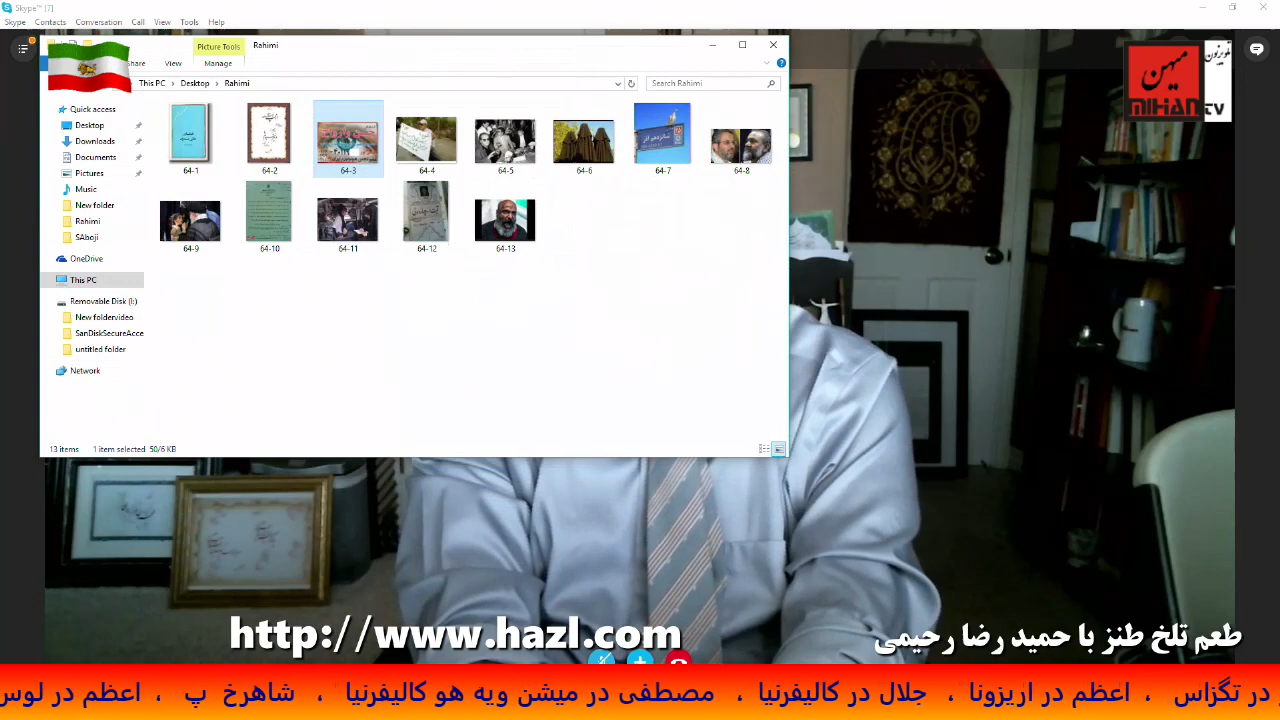 Skype™ [7]
Skype Contacts Conversation Call View Tools Help
Picture Tools Rahimi
Share View Manage
This PC Desktop Rahimi
Search Rahimi
Quick access
Desktop
Downloads
Documents
Pictures
Music
New folder
Rahimi
SAboji
OneDrive
This PC
Removable Disk (I:)
New foldervideo
SanDiskSecureAcce
untitled folder
Network
64-1 64-2 64-3 64-4 64-5 64-6 64-7 64-8
64-9 64-10 64-11 64-12 64-13
13 items 1 item selected 50/6 KB
میهن
تلویزیون
MIHAN TV
http://www.hazl.com
طعم تلخ طنز با حمید رضا رحیمی
در تگزاس ، اعظم در اریزونا ، جلال در کالیفرنیا ، مصطفی در میشن ویه هو کالیفرنیا ، شاهرخ پ ، اعظم در لوس